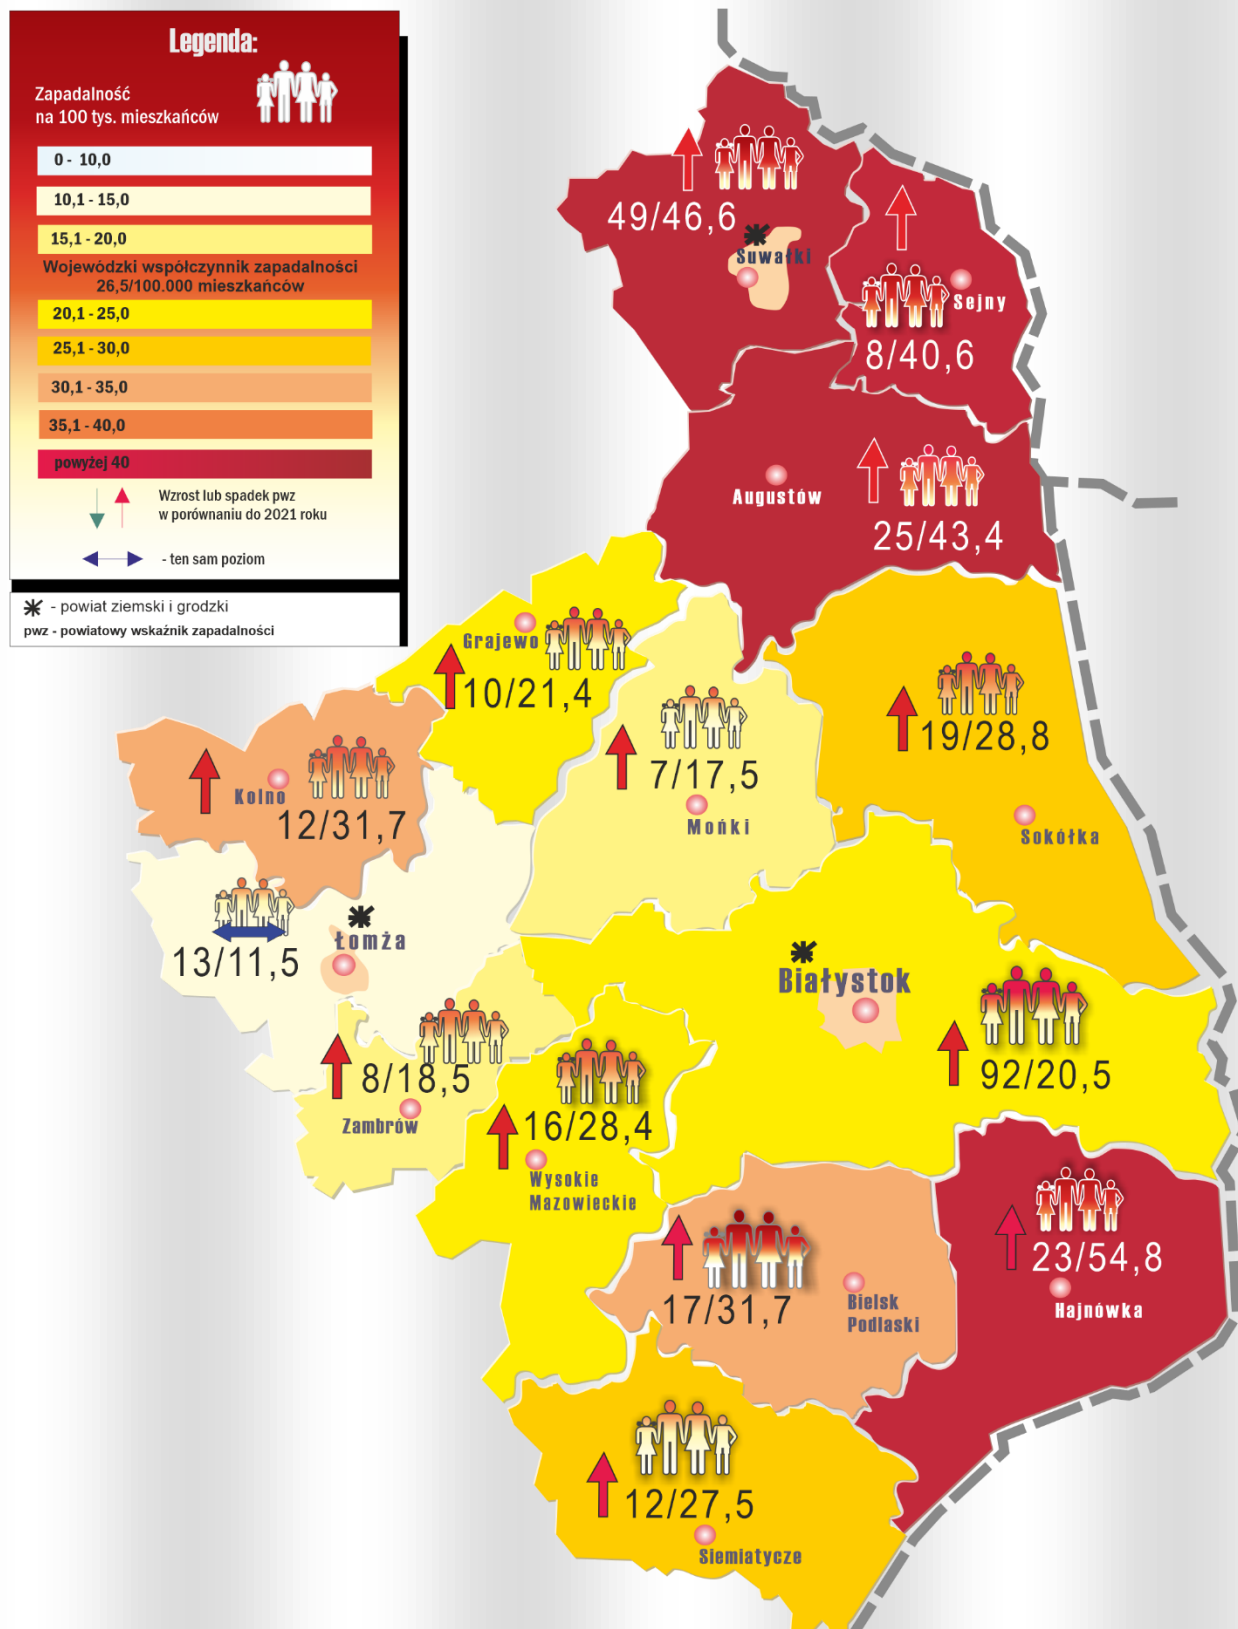 Legenda:
Zapadalność
na 100 tys. mieszkańców
0 - 10,0
10,1 - 15,0
15,1 - 20,0
Wojewódzki współczynnik zapadalności
26,5/100.000 mieszkańców
20,1 - 25,0
25,1 - 30,0
30,1 - 35,0
35,1 - 40,0
powyżej 40
Wzrost lub spadek pwz
w porównaniu do 2021 roku
- ten sam poziom
- powiat ziemski i grodzki
pwz - powiatowy wskaźnik zapadalności
49/46,6
Suwałki
Sejny
8/40,6
Augustów
25/43,4
Grajewo
10/21,4
19/28,8
Sokółka
7/17,5
Mońki
Kolno
12/31,7
13/11,5
Łomża
Białystok
92/20,5
8/18,5
Zambrów
16/28,4
Wysokie
Mazowieckie
17/31,7
Bielsk
Podlaski
23/54,8
Hajnówka
12/27,5
Siemiatycze